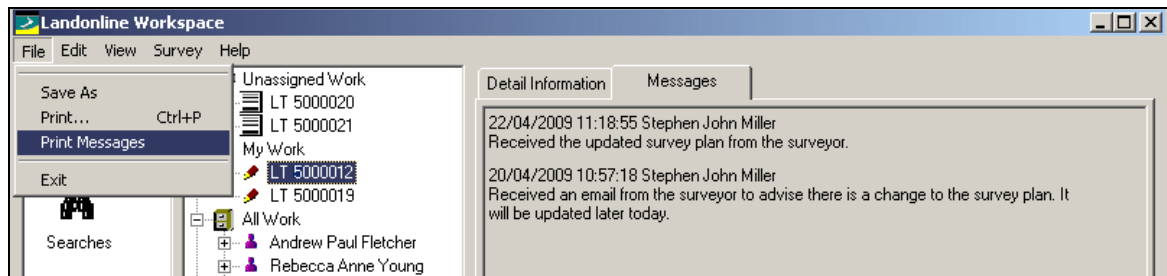 Landonline Workspace
File Edit View Survey Help
Save As
Print... Ctrl+P
Print Messages
Exit
Searches
Unassigned Work
LT 5000020
LT 5000021
My Work
LT 5000012
LT 5000019
All Work
Andrew Paul Fletcher
Rebecca Anne Young
Detail Information Messages
22/04/2009 11:18:55 Stephen John Miller
Received the updated survey plan from the surveyor.
20/04/2009 10:57:18 Stephen John Miller
Received an email from the surveyor to advise there is a change to the survey plan. It
will be updated later today.